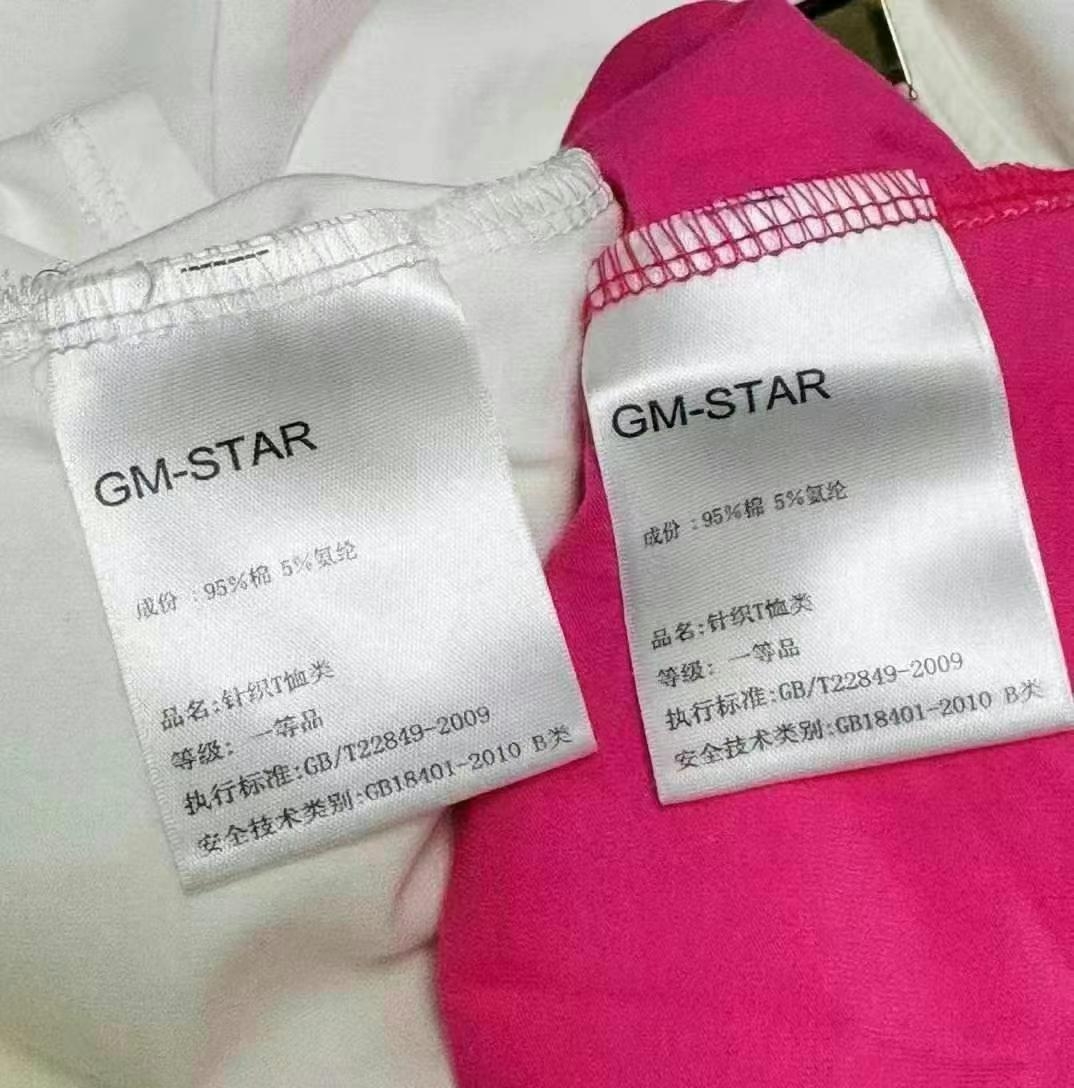 GM-STAR
成份 :95%棉 5%氨纶
品名:针织T恤类
等级: 一等品
执行标准:GB/T22849-2009
安全技术类别:GB18401-2010 B类
GM-STAR
成份 :95%棉 5%氨纶
品名:针织T恤类
等级: 一等品
执行标准:GB/T22849-2009
安全技术类别:GB18401-2010 B类